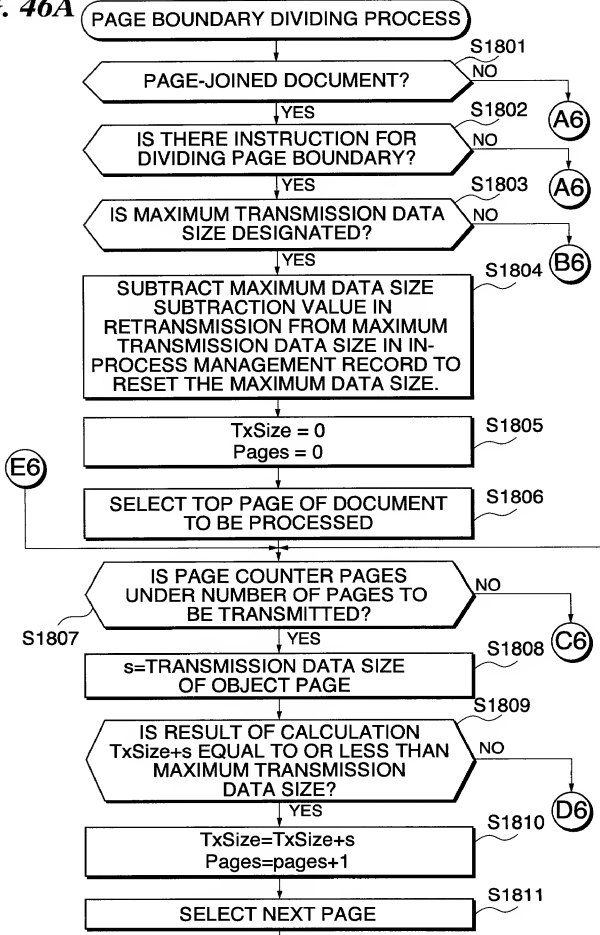 G. 46A
PAGE BOUNDARY DIVIDING PROCESS
S1801
PAGE-JOINED DOCUMENT?
NO
A6
YES
S1802
IS THERE INSTRUCTION FOR
DIVIDING PAGE BOUNDARY?
NO
A6
YES
S1803
IS MAXIMUM TRANSMISSION DATA
SIZE DESIGNATED?
NO
B6
YES
S1804
SUBTRACT MAXIMUM DATA SIZE
SUBTRACTION VALUE IN
RETRANSMISSION FROM MAXIMUM
TRANSMISSION DATA SIZE IN IN-
PROCESS MANAGEMENT RECORD TO
RESET THE MAXIMUM DATA SIZE.
S1805
TxSize = 0
Pages = 0
E6
S1806
SELECT TOP PAGE OF DOCUMENT
TO BE PROCESSED
IS PAGE COUNTER PAGES
UNDER NUMBER OF PAGES TO
BE TRANSMITTED?
NO
C6
S1807
YES
S1808
s=TRANSMISSION DATA SIZE
OF OBJECT PAGE
S1809
IS RESULT OF CALCULATION
TxSize+s EQUAL TO OR LESS THAN
MAXIMUM TRANSMISSION
DATA SIZE?
NO
D6
YES
S1810
TxSize=TxSize+s
Pages=pages+1
S1811
SELECT NEXT PAGE